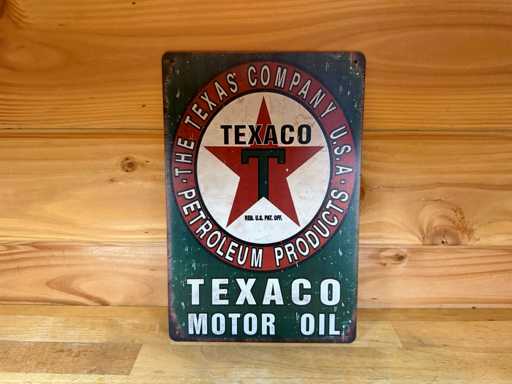 · THE TEXAS COMPANY U.S.A ·
TEXACO
T
REG. U.S. PAT. OFF.
PETROLEUM PRODUCTS
TEXACO
MOTOR OIL